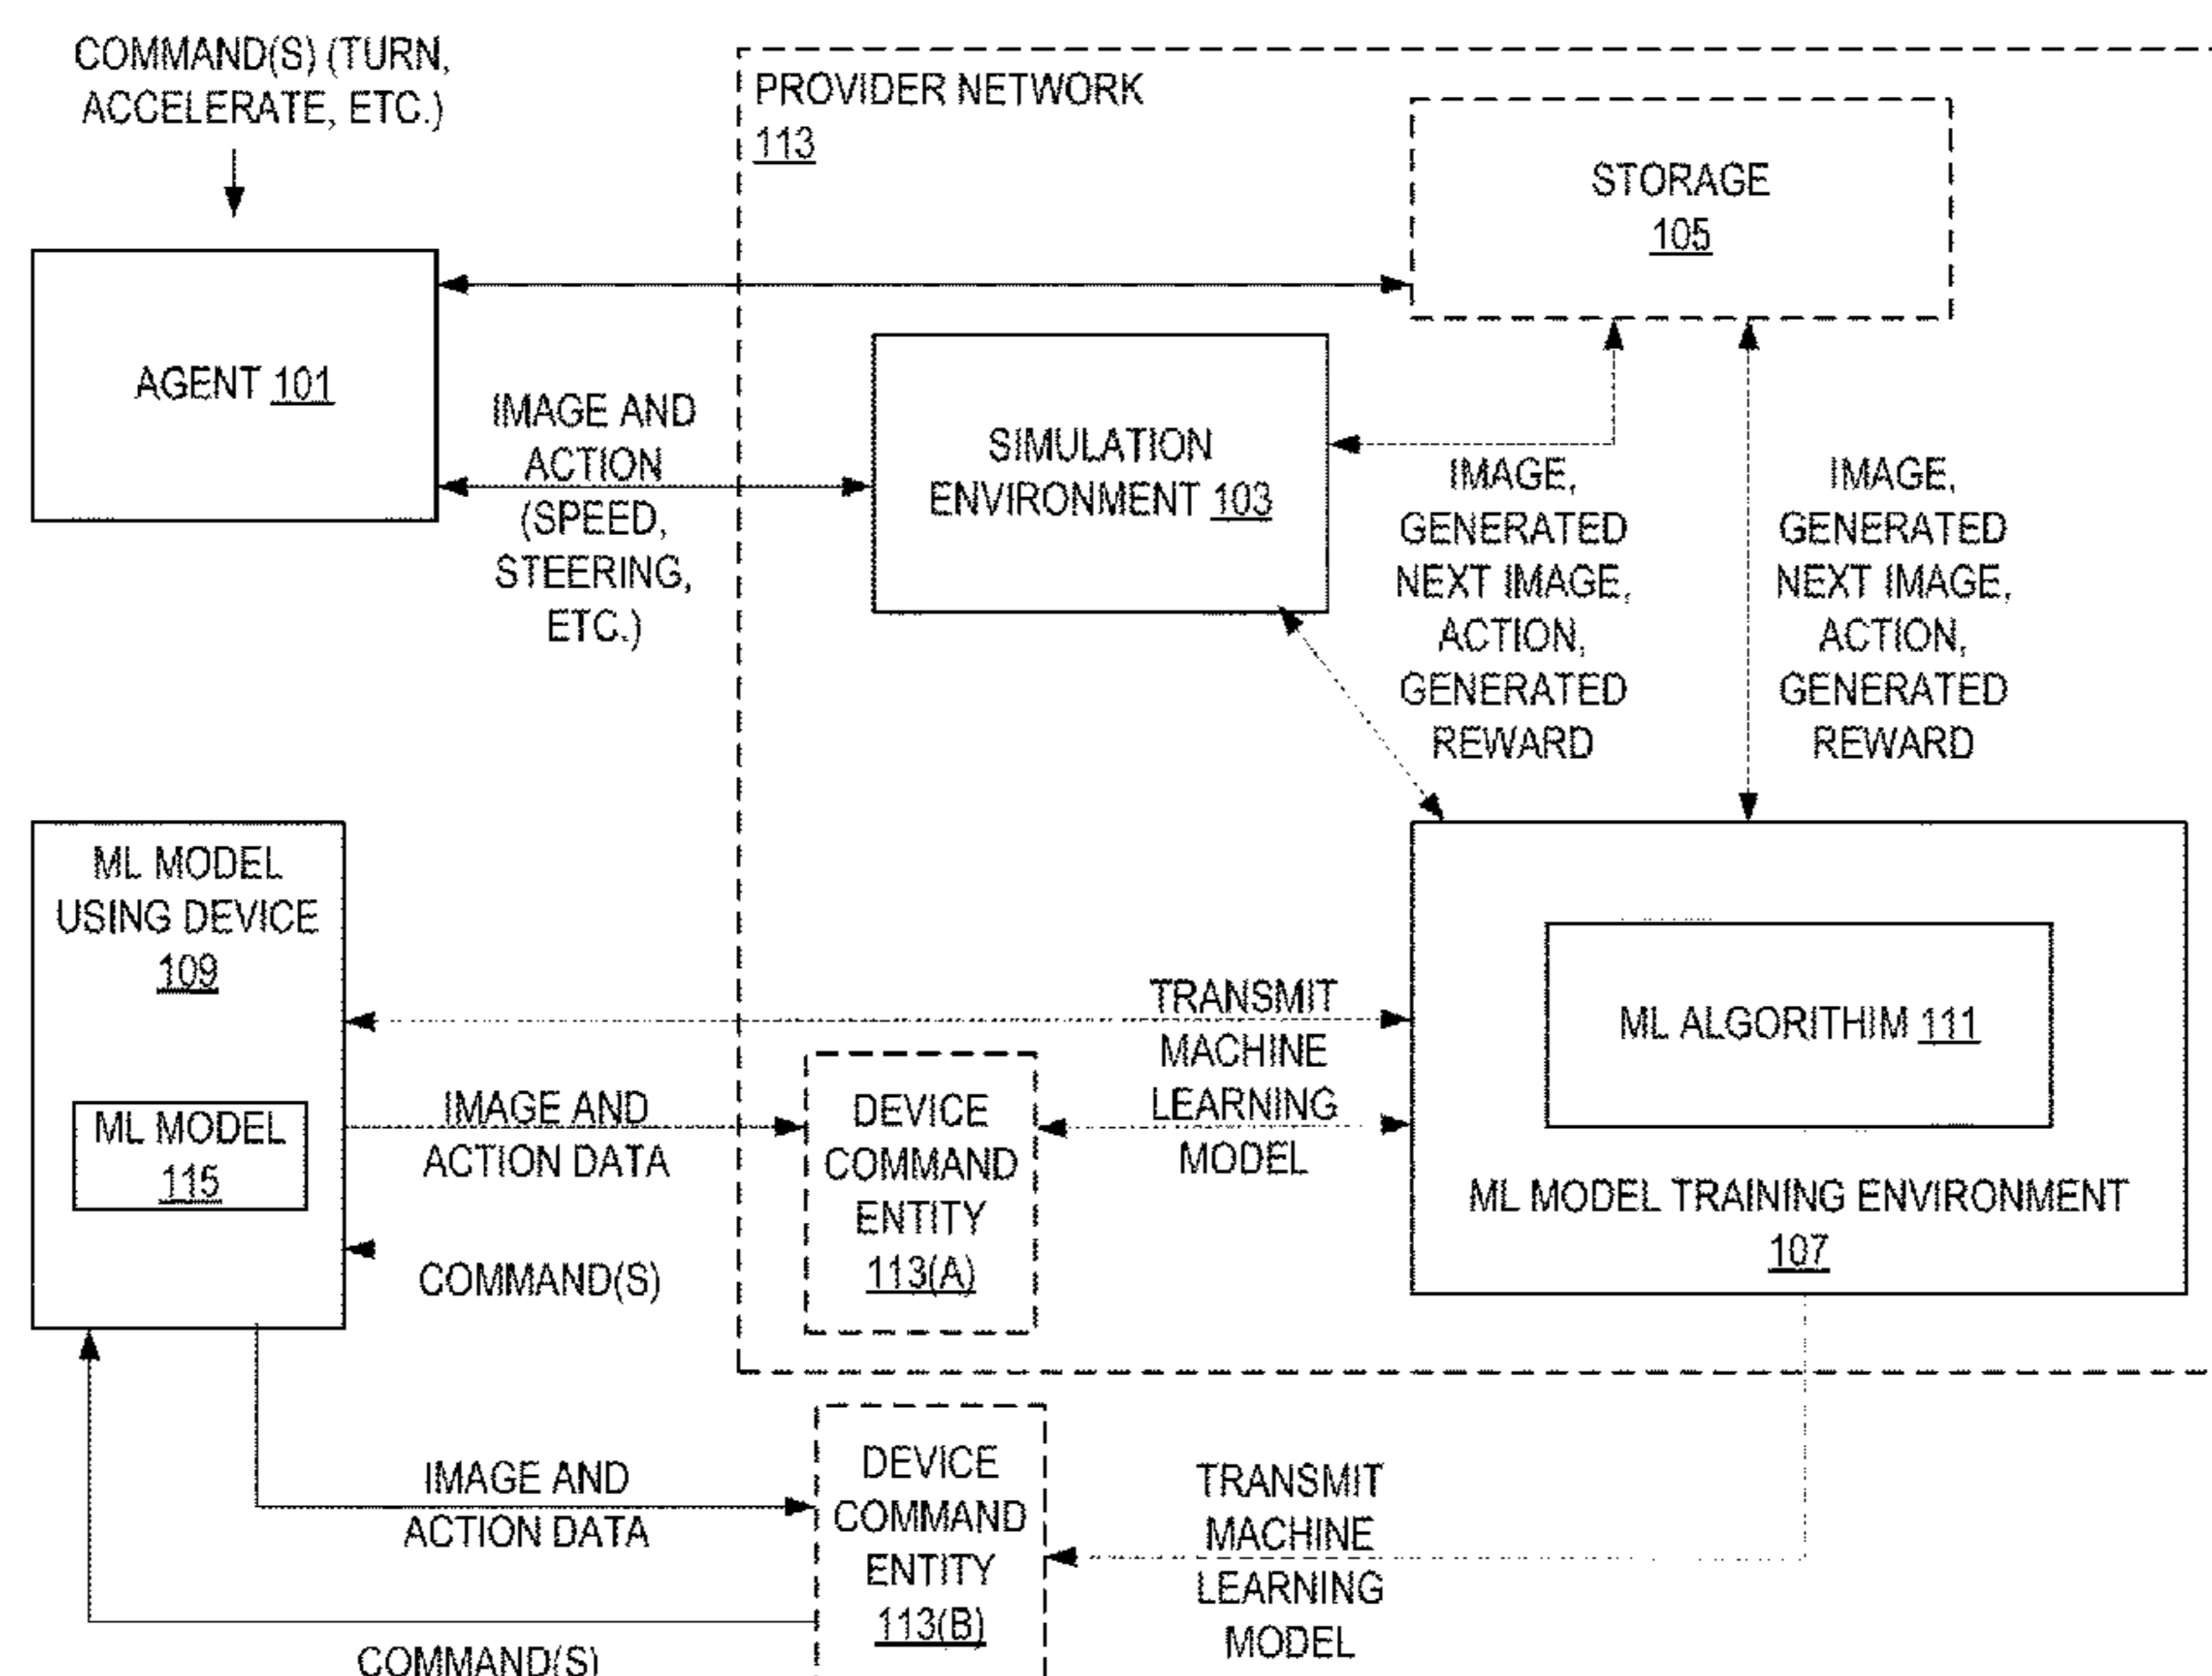 COMMAND(S) (TURN,
ACCELERATE, ETC.)
PROVIDER NETWORK
113
STORAGE
105
AGENT 101
IMAGE AND
ACTION
(SPEED,
STEERING,
ETC.)
SIMULATION
ENVIRONMENT 103
IMAGE,
GENERATED
NEXT IMAGE,
ACTION,
GENERATED
REWARD
IMAGE,
GENERATED
NEXT IMAGE,
ACTION,
GENERATED
REWARD
ML MODEL
USING DEVICE
109
ML MODEL
115
IMAGE AND
ACTION DATA
COMMAND(S)
DEVICE
COMMAND
ENTITY
113(A)
TRANSMIT
MACHINE
LEARNING
MODEL
ML ALGORITHIM 111
ML MODEL TRAINING ENVIRONMENT
107
IMAGE AND
ACTION DATA
COMMAND(S)
DEVICE
COMMAND
ENTITY
113(B)
TRANSMIT
MACHINE
LEARNING
MODEL